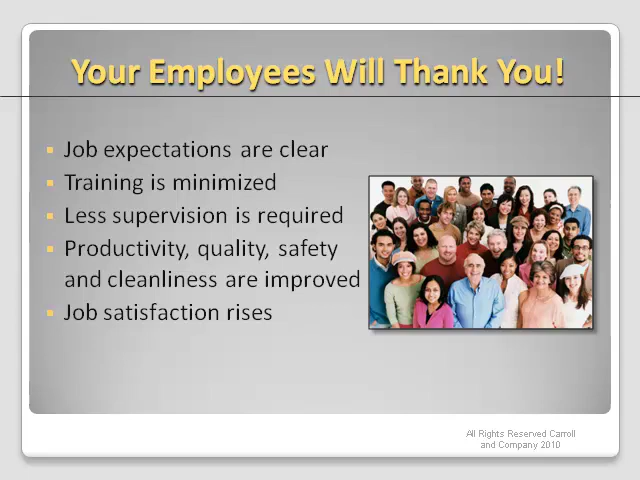 Your Employees Will Thank You!
Job expectations are clear
Training is minimized
Less supervision is required
Productivity, quality, safety
and cleanliness are improved
Job satisfaction rises
All Rights Reserved Carroll
and Company 2010